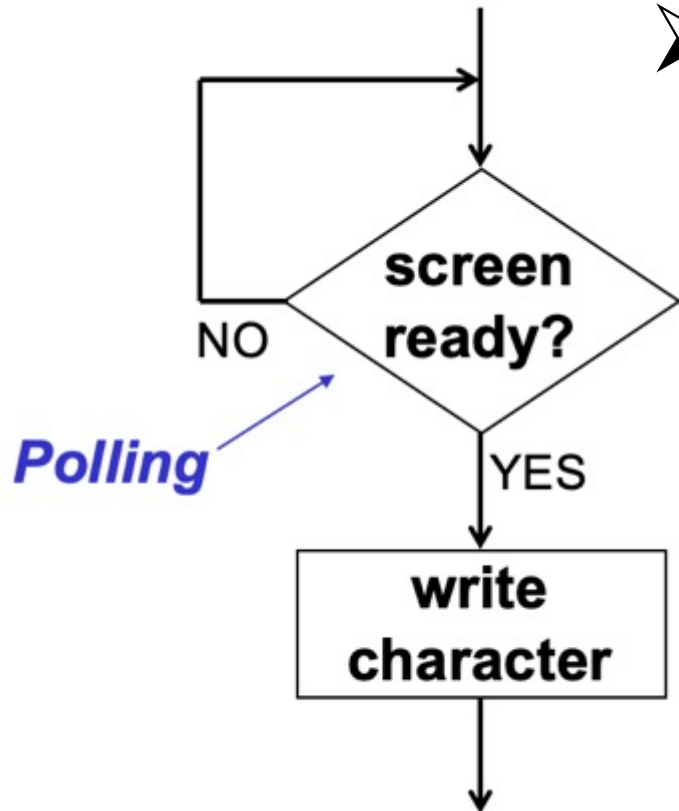 screen
ready?
NO
Polling
YES
write
character